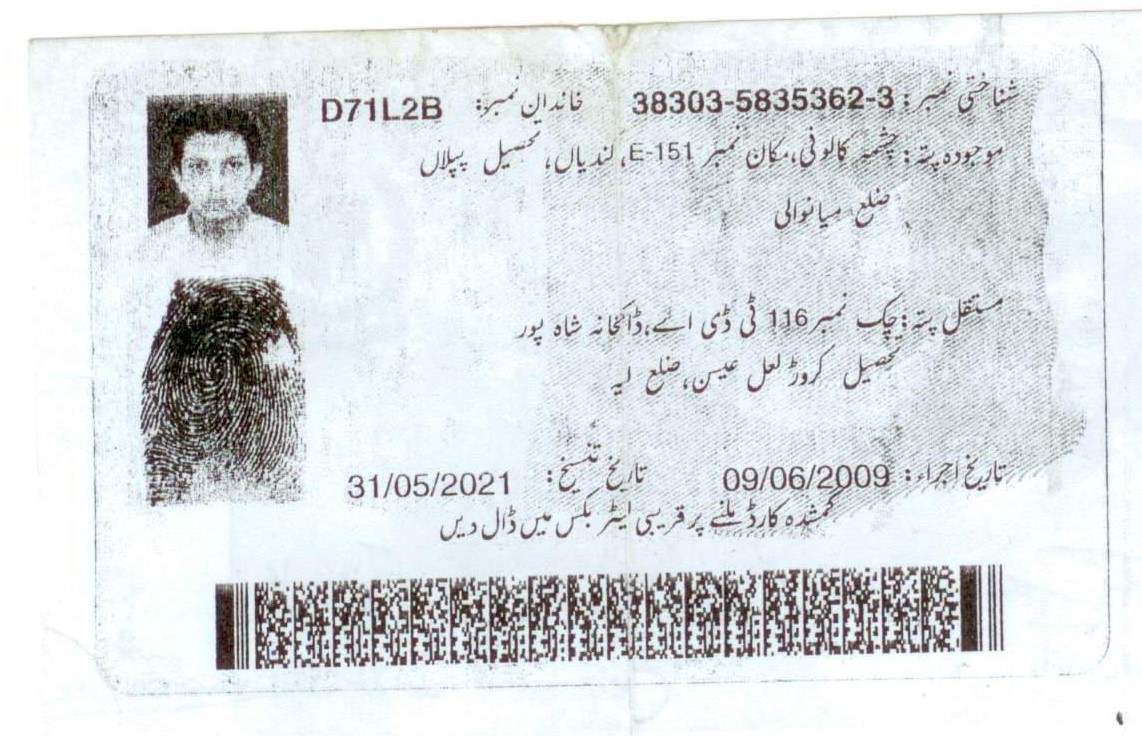 شناختی نمبر: 38303-5835362-3 خاندان نمبر: D71L2B
موجودہ پتہ: چشمہ کالونی، مکان نمبر E-151، کندیاں، تحصیل پپلاں
ضلع میانوالی
مستقل پتہ: چک نمبر 116 ٹی ڈی اے، ڈاکخانہ شاہ پور
تحصیل کروڑ لعل عیسن، ضلع لیہ
تاریخ اجراء: 09/06/2009 تاریخ تنسیخ: 31/05/2021
گمشدہ کارڈ ملنے پر قریبی لیٹر بکس میں ڈال دیں